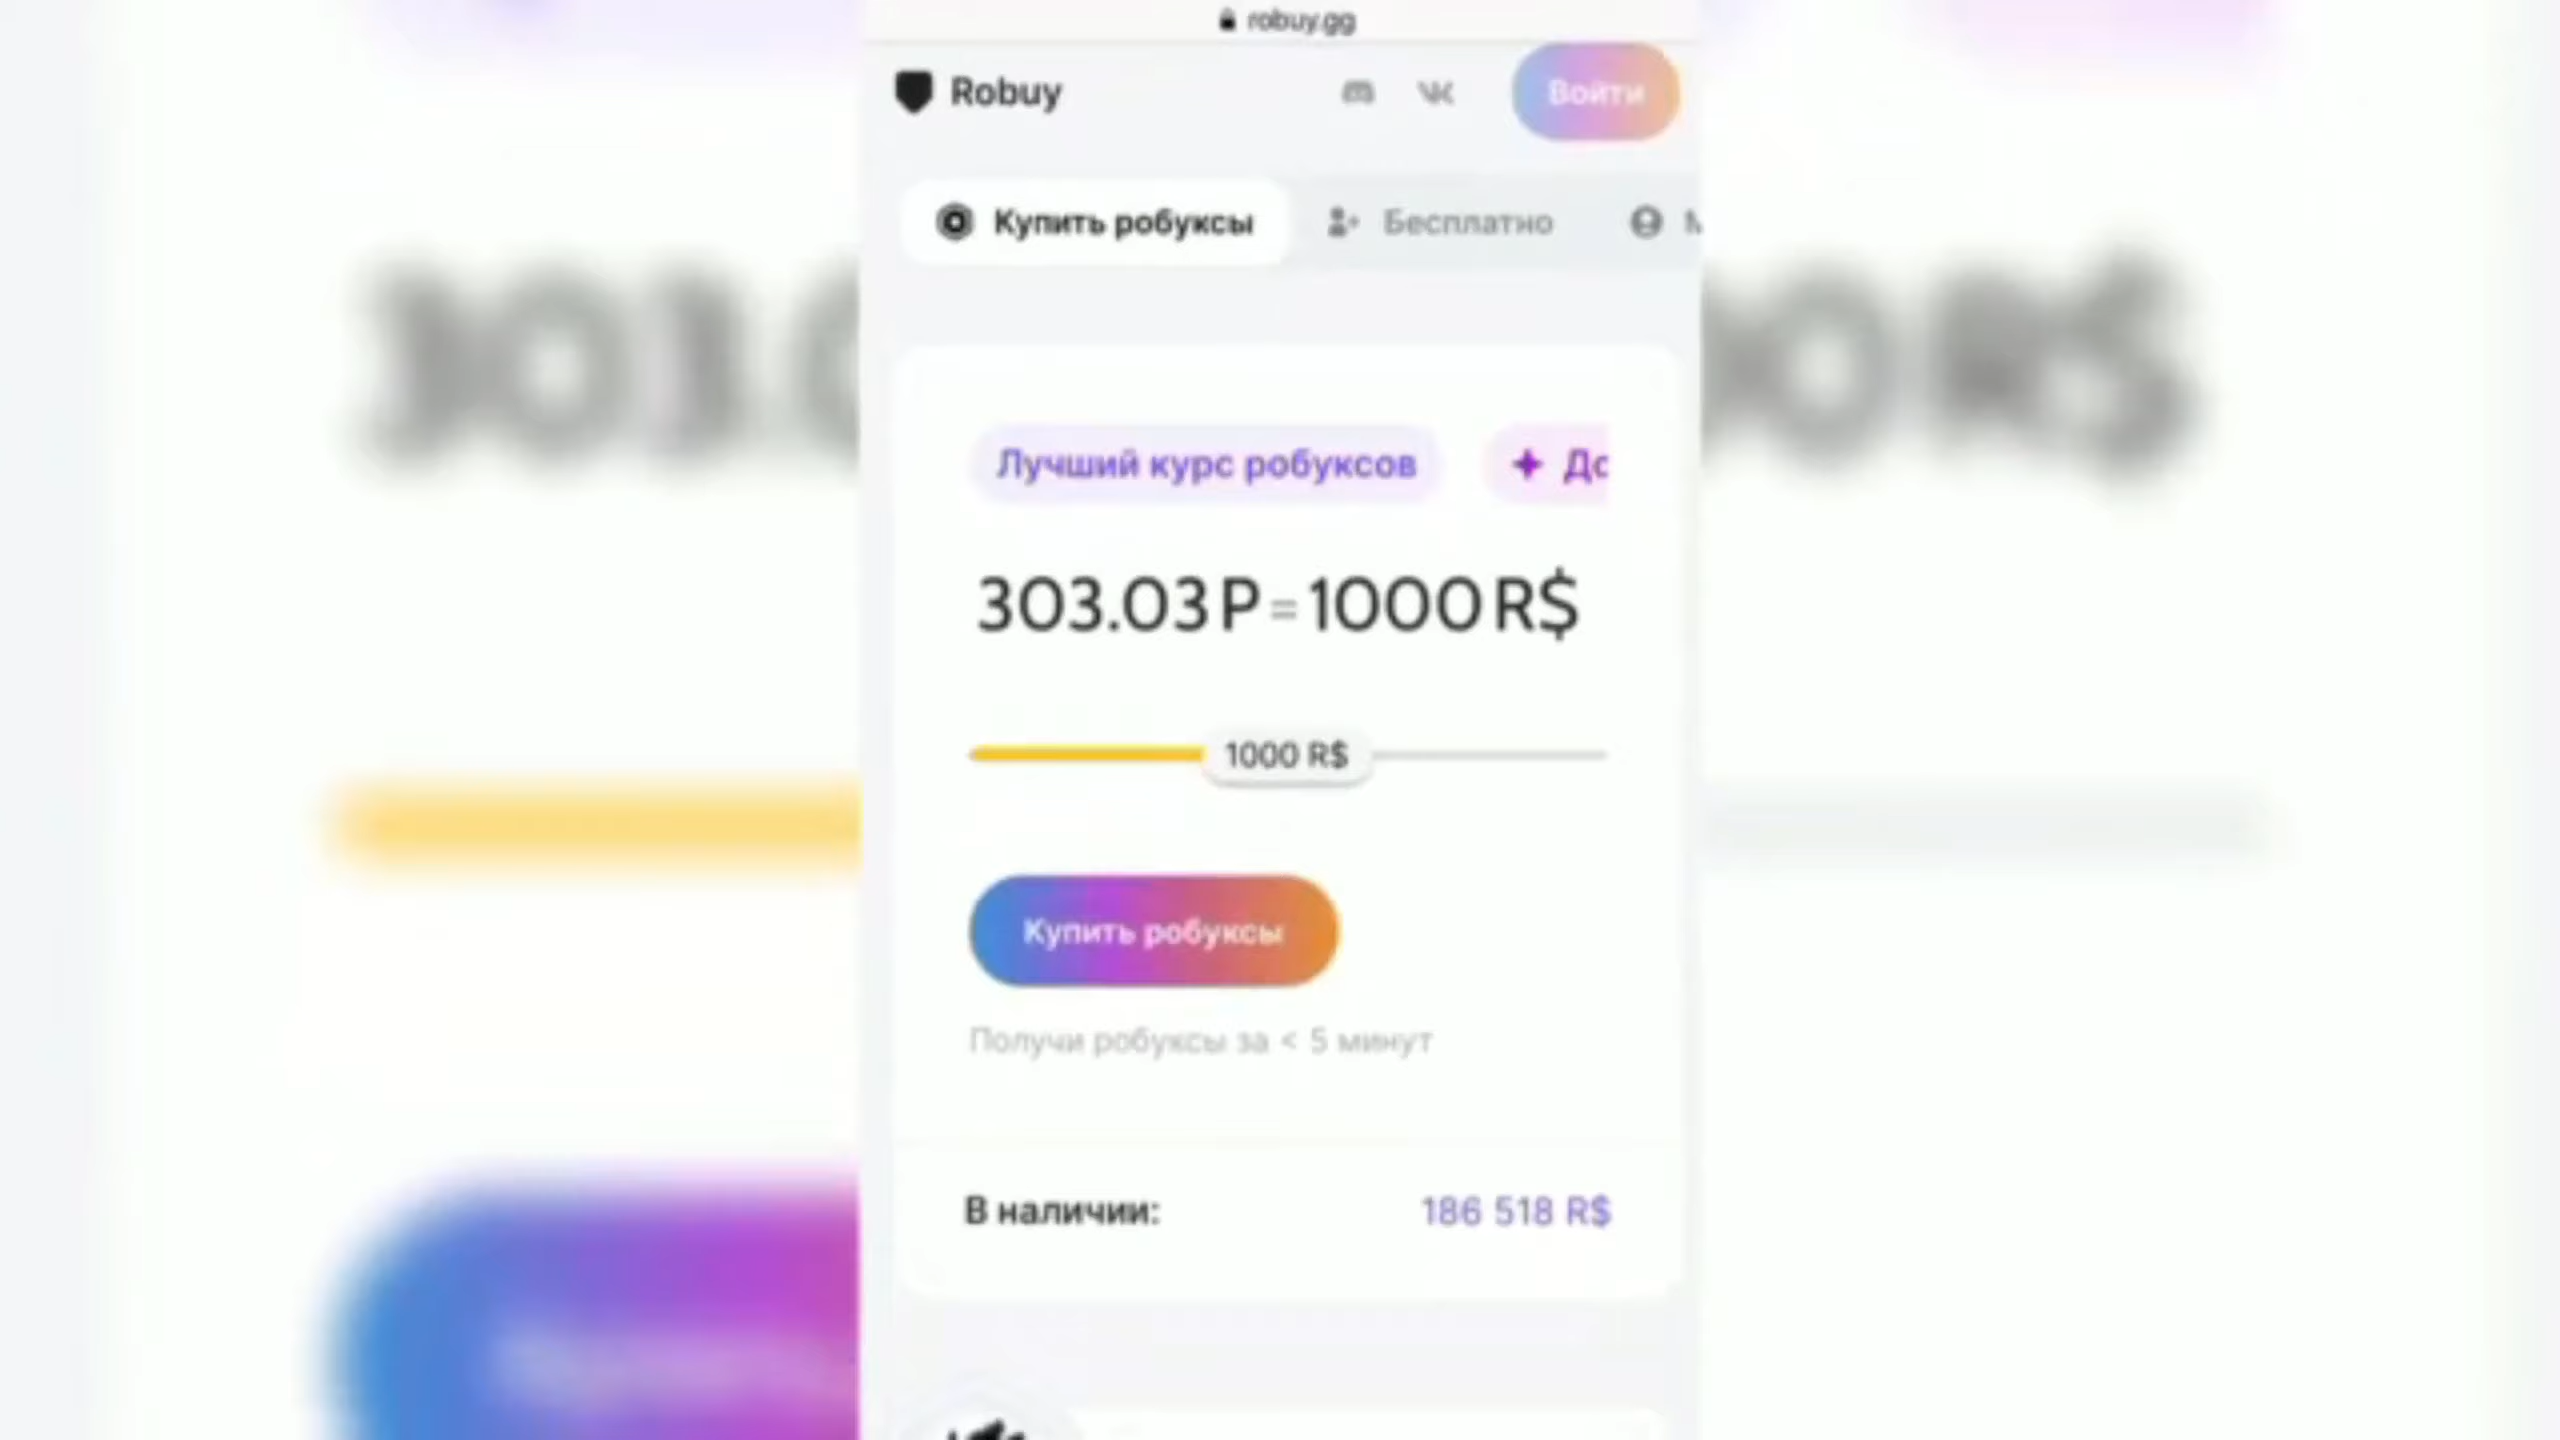 robuy.gg
Robuy
Войти
Купить робуксы
Бесплатно
Лучший курс робуксов
303.03 Р = 1000 R$
1000 R$
Купить робуксы
Получи робуксы за < 5 минут
В наличии:
186 518 R$